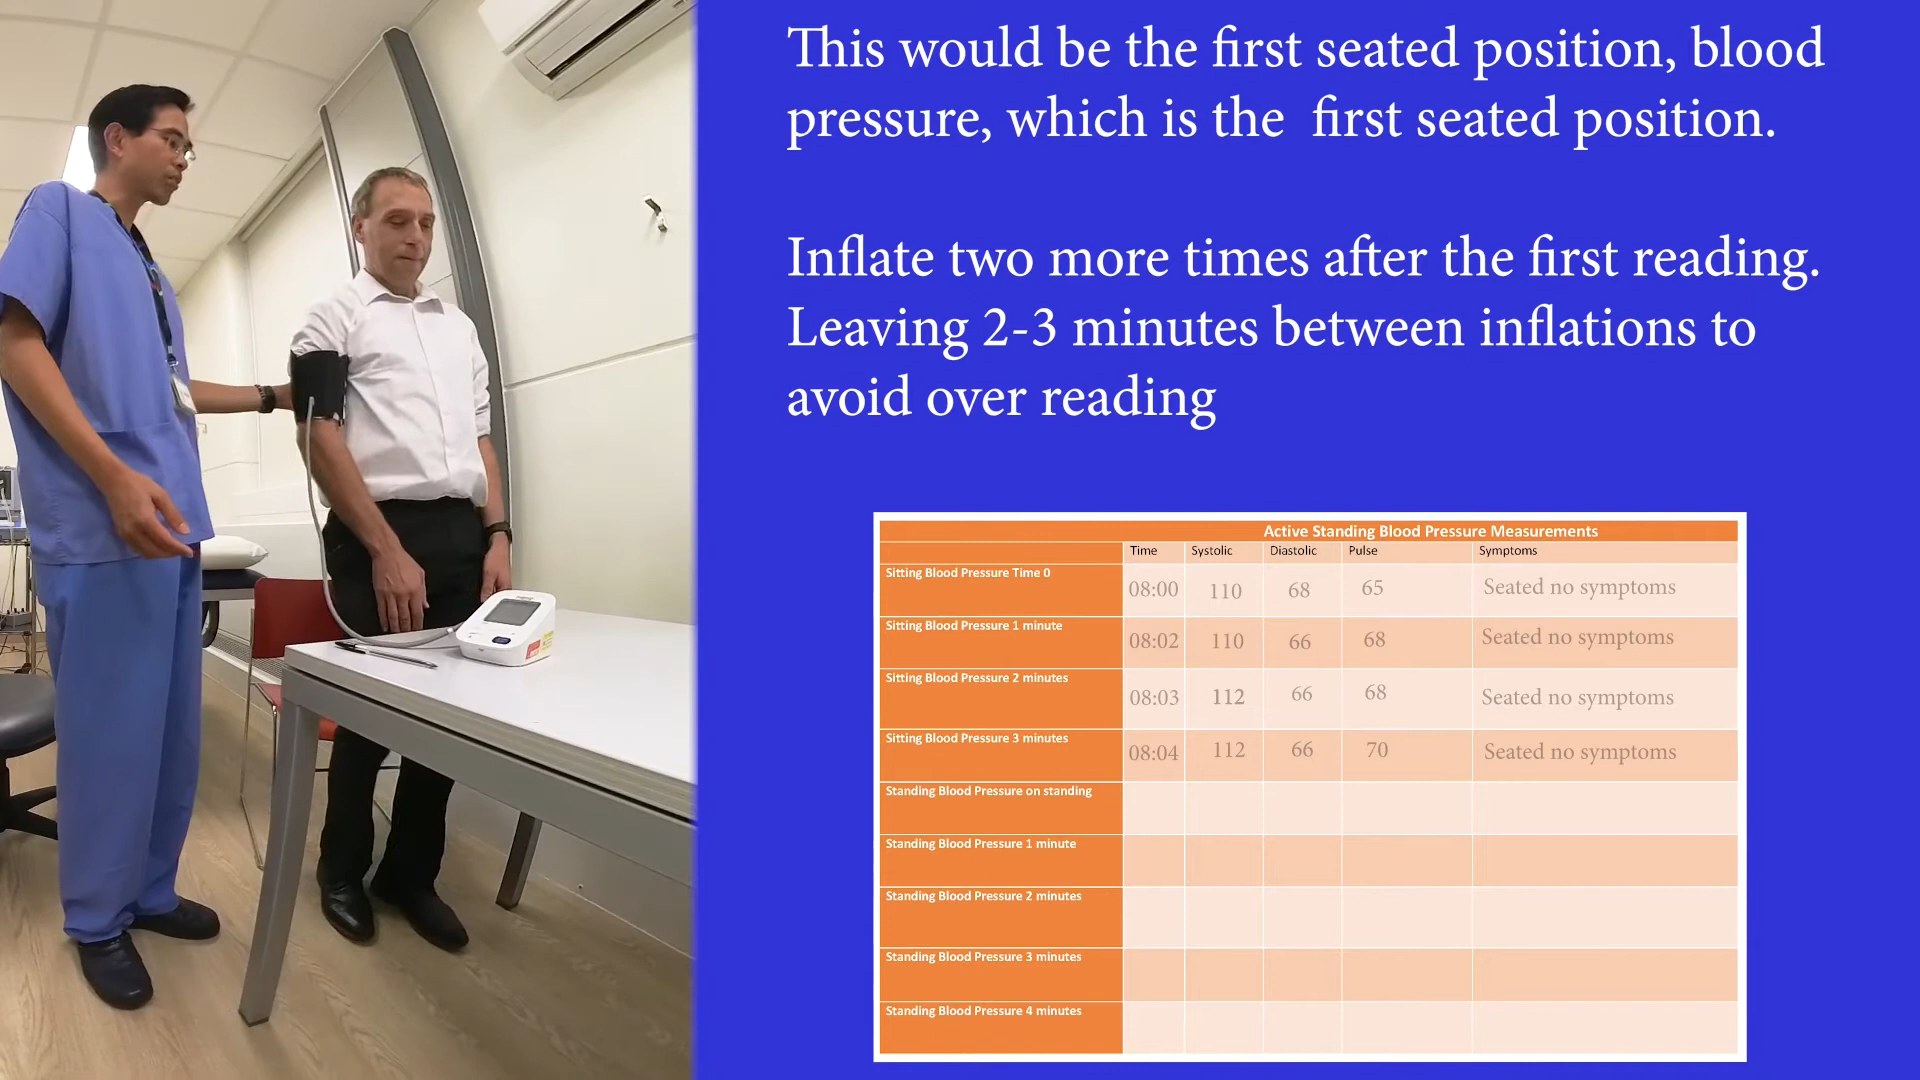 This would be the first seated position, blood
pressure, which is the  first seated position.
Inflate two more times after the first reading.
Leaving 2-3 minutes between inflations to
avoid over reading
Active Standing Blood Pressure Measurements
Time Systolic Diastolic Pulse Symptoms
Sitting Blood Pressure Time 0 08:00 110 68 65 Seated no symptoms
Sitting Blood Pressure 1 minute 08:02 110 66 68 Seated no symptoms
Sitting Blood Pressure 2 minutes 08:03 112 66 68 Seated no symptoms
Sitting Blood Pressure 3 minutes 08:04 112 66 70 Seated no symptoms
Standing Blood Pressure on standing
Standing Blood Pressure 1 minute
Standing Blood Pressure 2 minutes
Standing Blood Pressure 3 minutes
Standing Blood Pressure 4 minutes